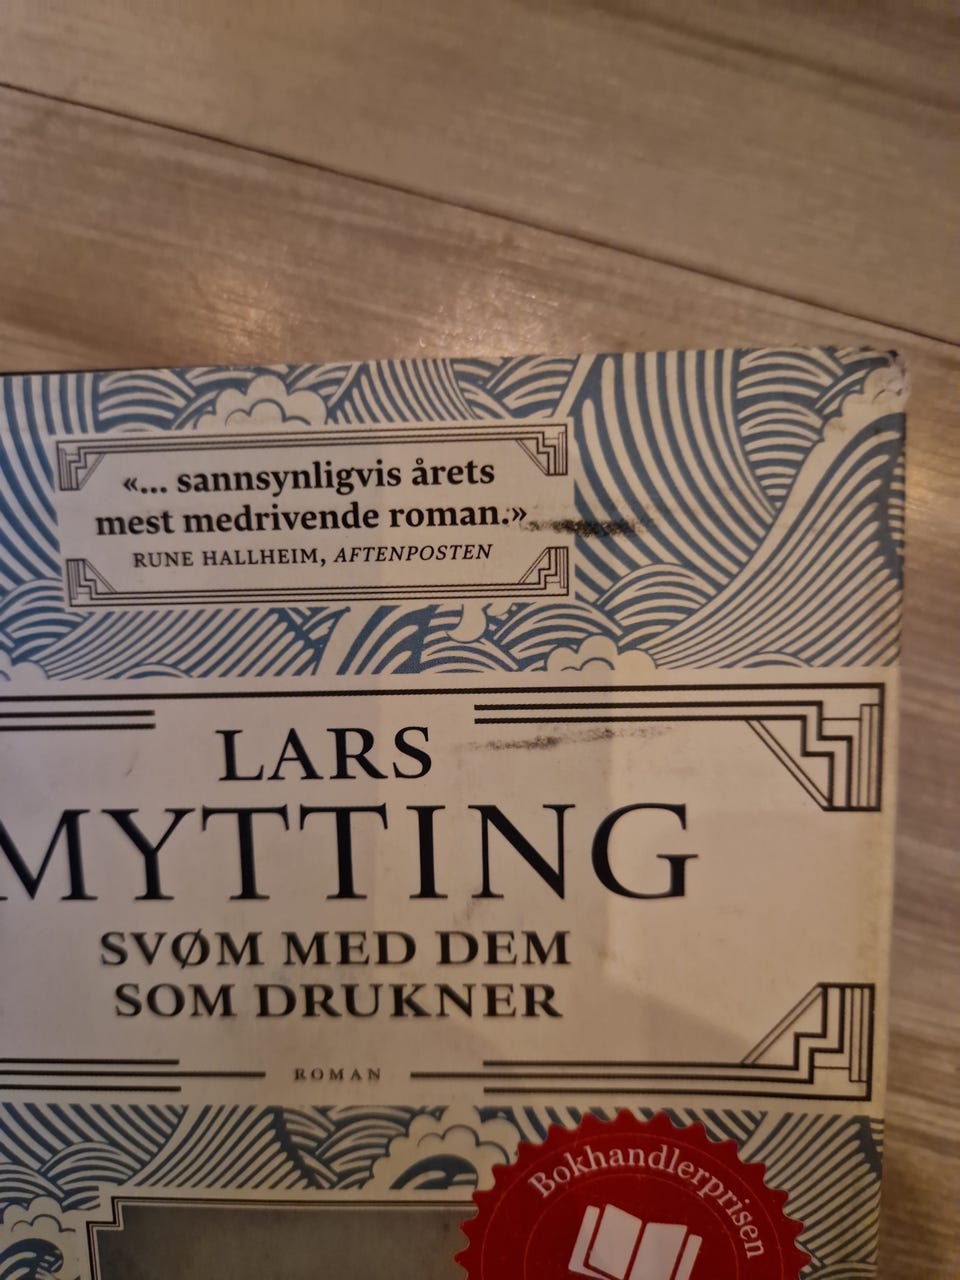 «... sannsynligvis årets
mest medrivende roman.»
RUNE HALLHEIM, AFTENPOSTEN
LARS
MYTTING
SVØM MED DEM
SOM DRUKNER
ROMAN
Bokhandlerprisen